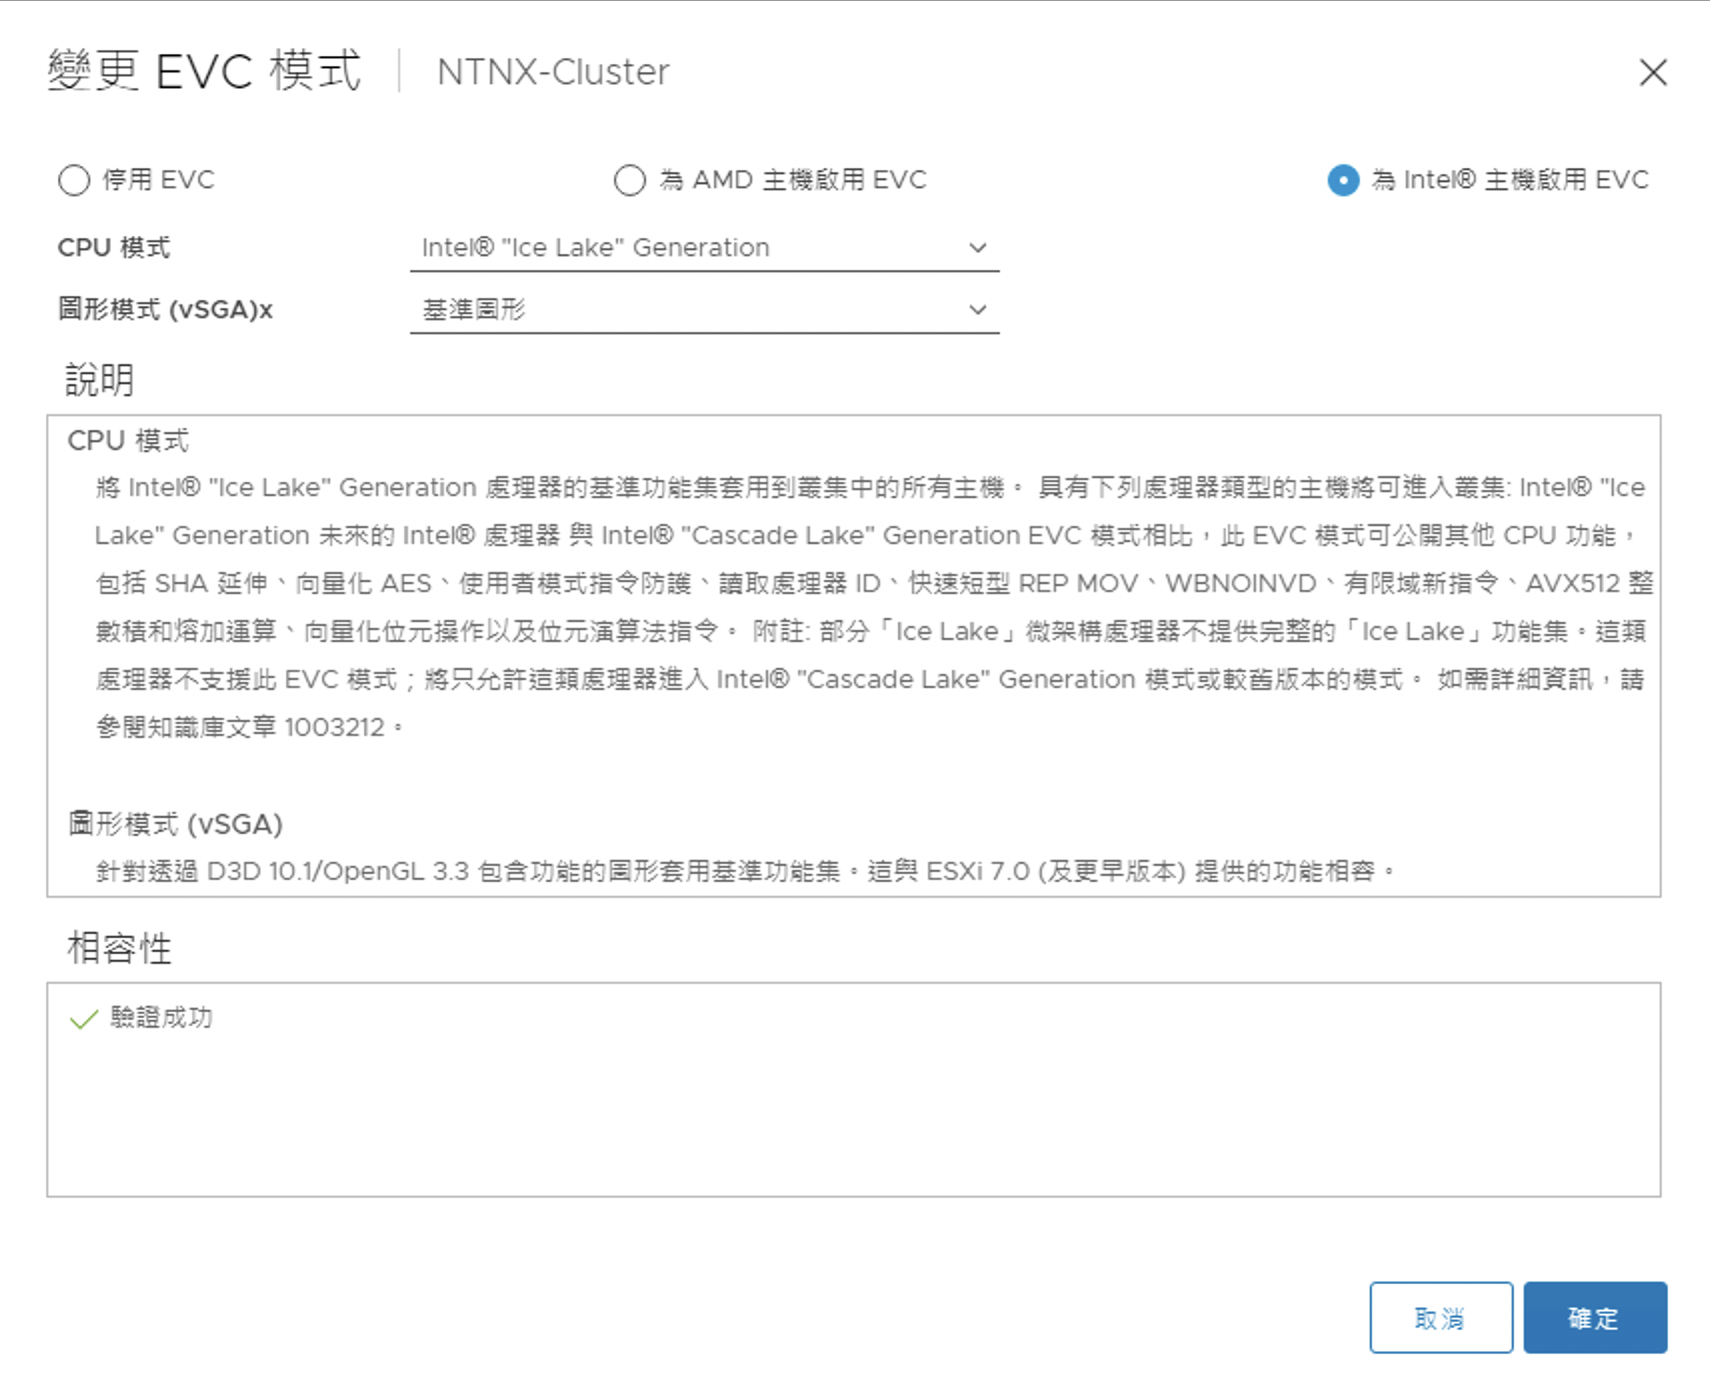 變更 EVC 模式 | NTNX-Cluster
停用 EVC
為 AMD 主機啟用 EVC
為 Intel® 主機啟用 EVC
CPU 模式
Intel® "Ice Lake" Generation
圖形模式 (vSGA)x
基準圖形
說明
CPU 模式
將 Intel® "Ice Lake" Generation 處理器的基準功能集套用到叢集中的所有主機。 具有下列處理器類型的主機將可進入叢集: Intel® "Ice
Lake" Generation 未來的 Intel® 處理器 與 Intel® "Cascade Lake" Generation EVC 模式相比，此 EVC 模式可公開其他 CPU 功能，
包括 SHA 延伸、向量化 AES、使用者模式指令防護、讀取處理器 ID、快速短型 REP MOV、WBNOINVD、有限域新指令、AVX512 整
數積和熔加運算、向量化位元操作以及位元演算法指令。 附註: 部分「Ice Lake」微架構處理器不提供完整的「Ice Lake」功能集。這類
處理器不支援此 EVC 模式；將只允許這類處理器進入 Intel® "Cascade Lake" Generation 模式或較舊版本的模式。 如需詳細資訊，請
參閱知識庫文章 1003212。
圖形模式 (vSGA)
針對透過 D3D 10.1/OpenGL 3.3 包含功能的圖形套用基準功能集。這與 ESXi 7.0 (及更早版本) 提供的功能相容。
相容性
驗證成功
取消
確定